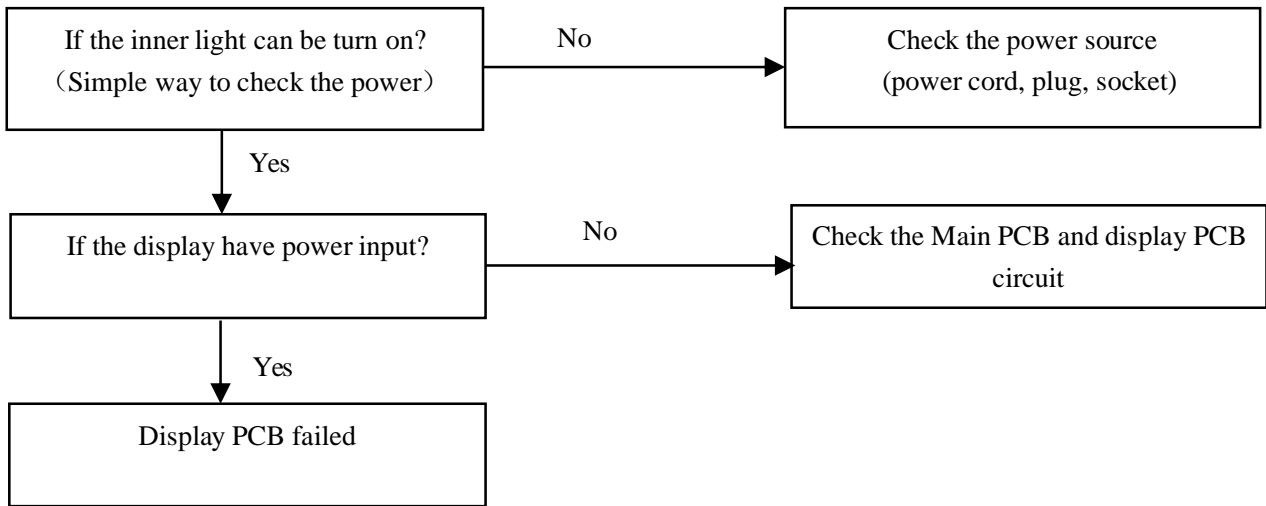 If the inner light can be turn on?
（Simple way to check the power）
No
Check the power source
(power cord, plug, socket)
Yes
If the display have power input?
No
Check the Main PCB and display PCB
circuit
Yes
Display PCB failed